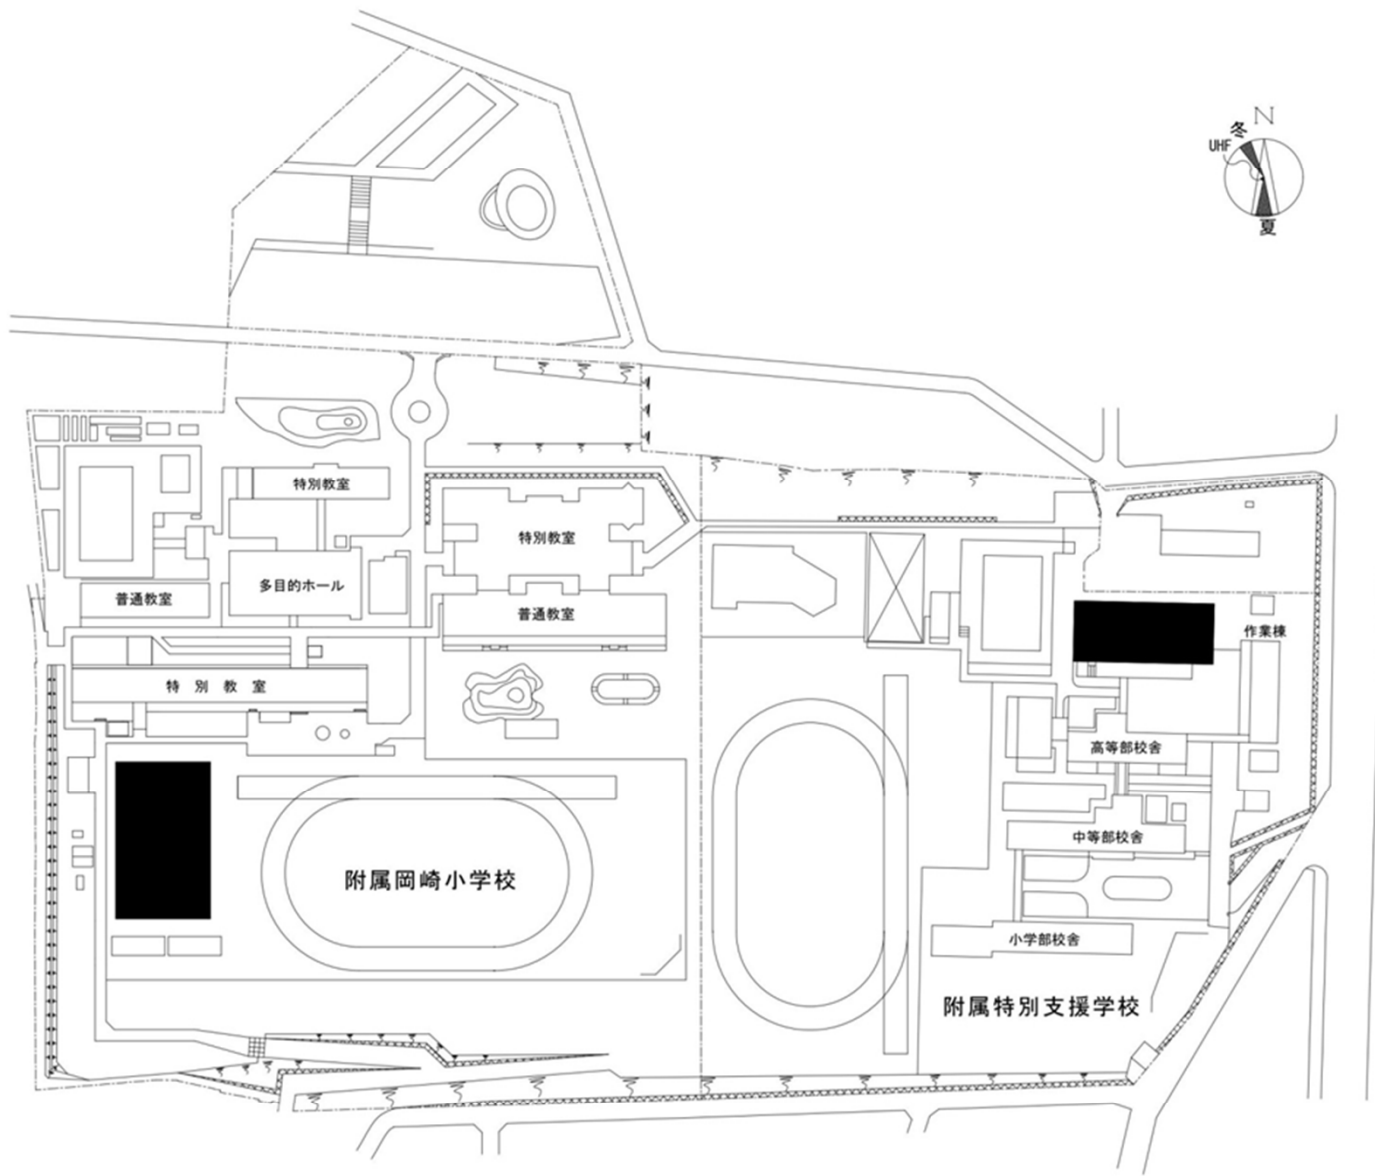 N
冬
UHF
夏
特別教室
特別教室
多目的ホール
普通教室
普通教室
作業棟
特別教室
高等部校舎
中等部校舎
附属岡崎小学校
小学部校舎
附属特別支援学校